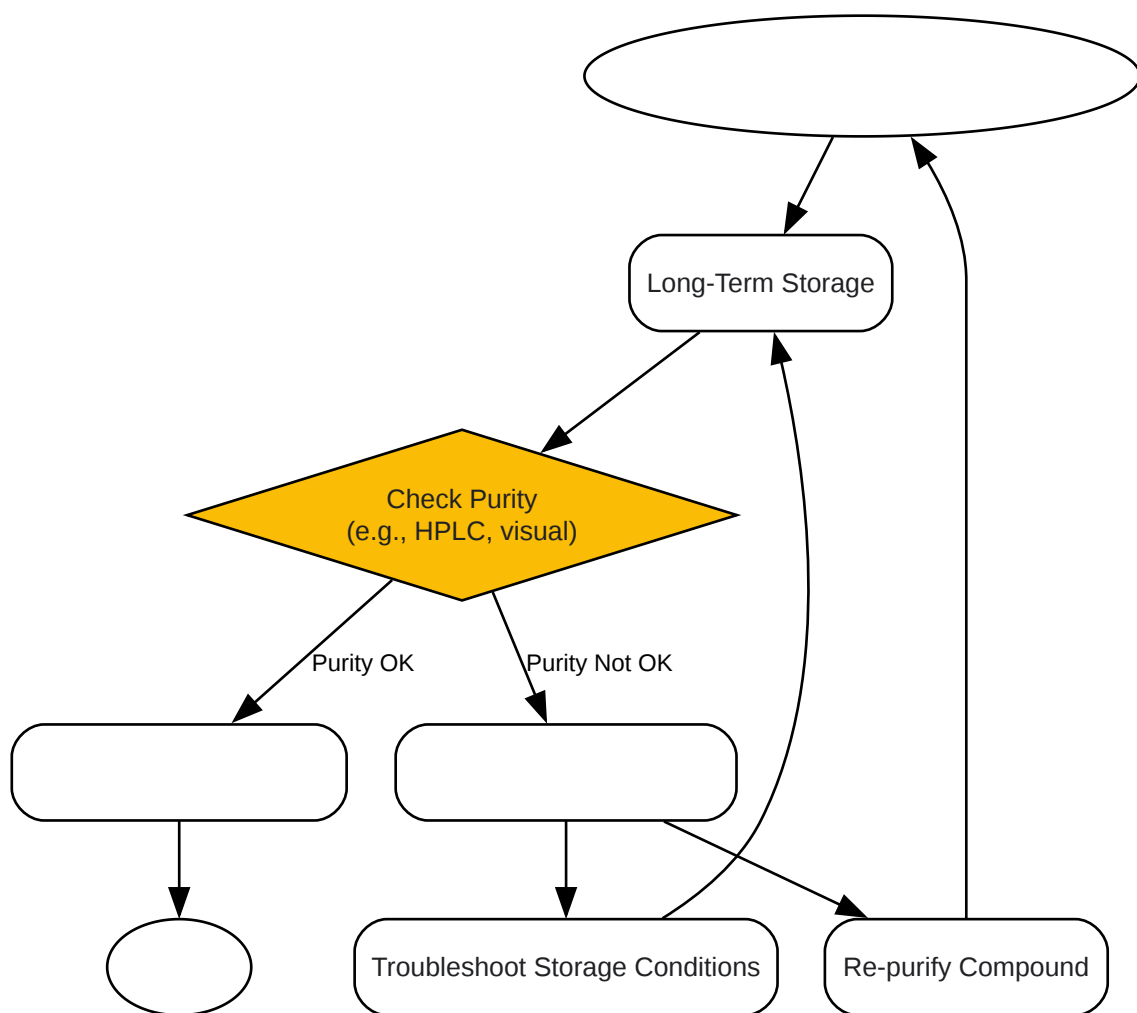 Long-Term Storage
Check Purity
(e.g., HPLC, visual)
Purity OK
Purity Not OK
Troubleshoot Storage Conditions
Re-purify Compound